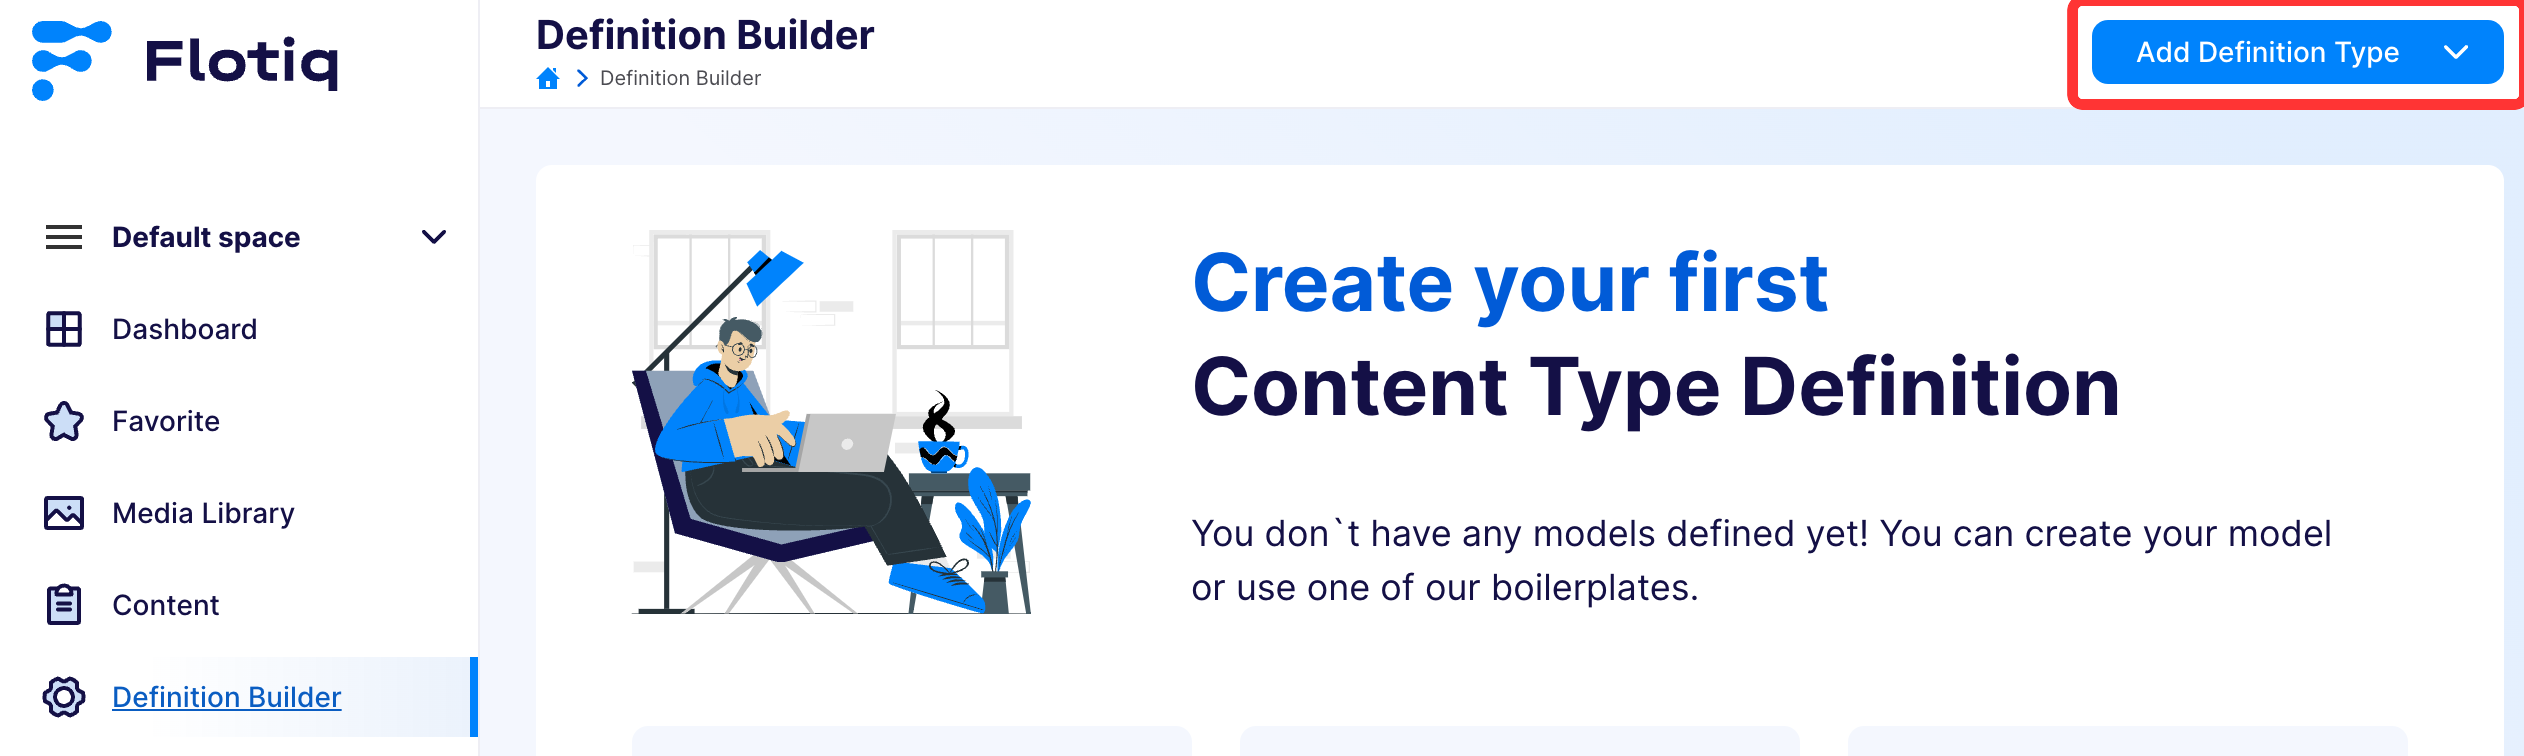 Flotiq
Default space
Dashboard
Favorite
Media Library
Content
Definition Builder
Definition Builder
Definition Builder
Add Definition Type
Create your first
Content Type Definition
You don`t have any models defined yet! You can create your model
or use one of our boilerplates.